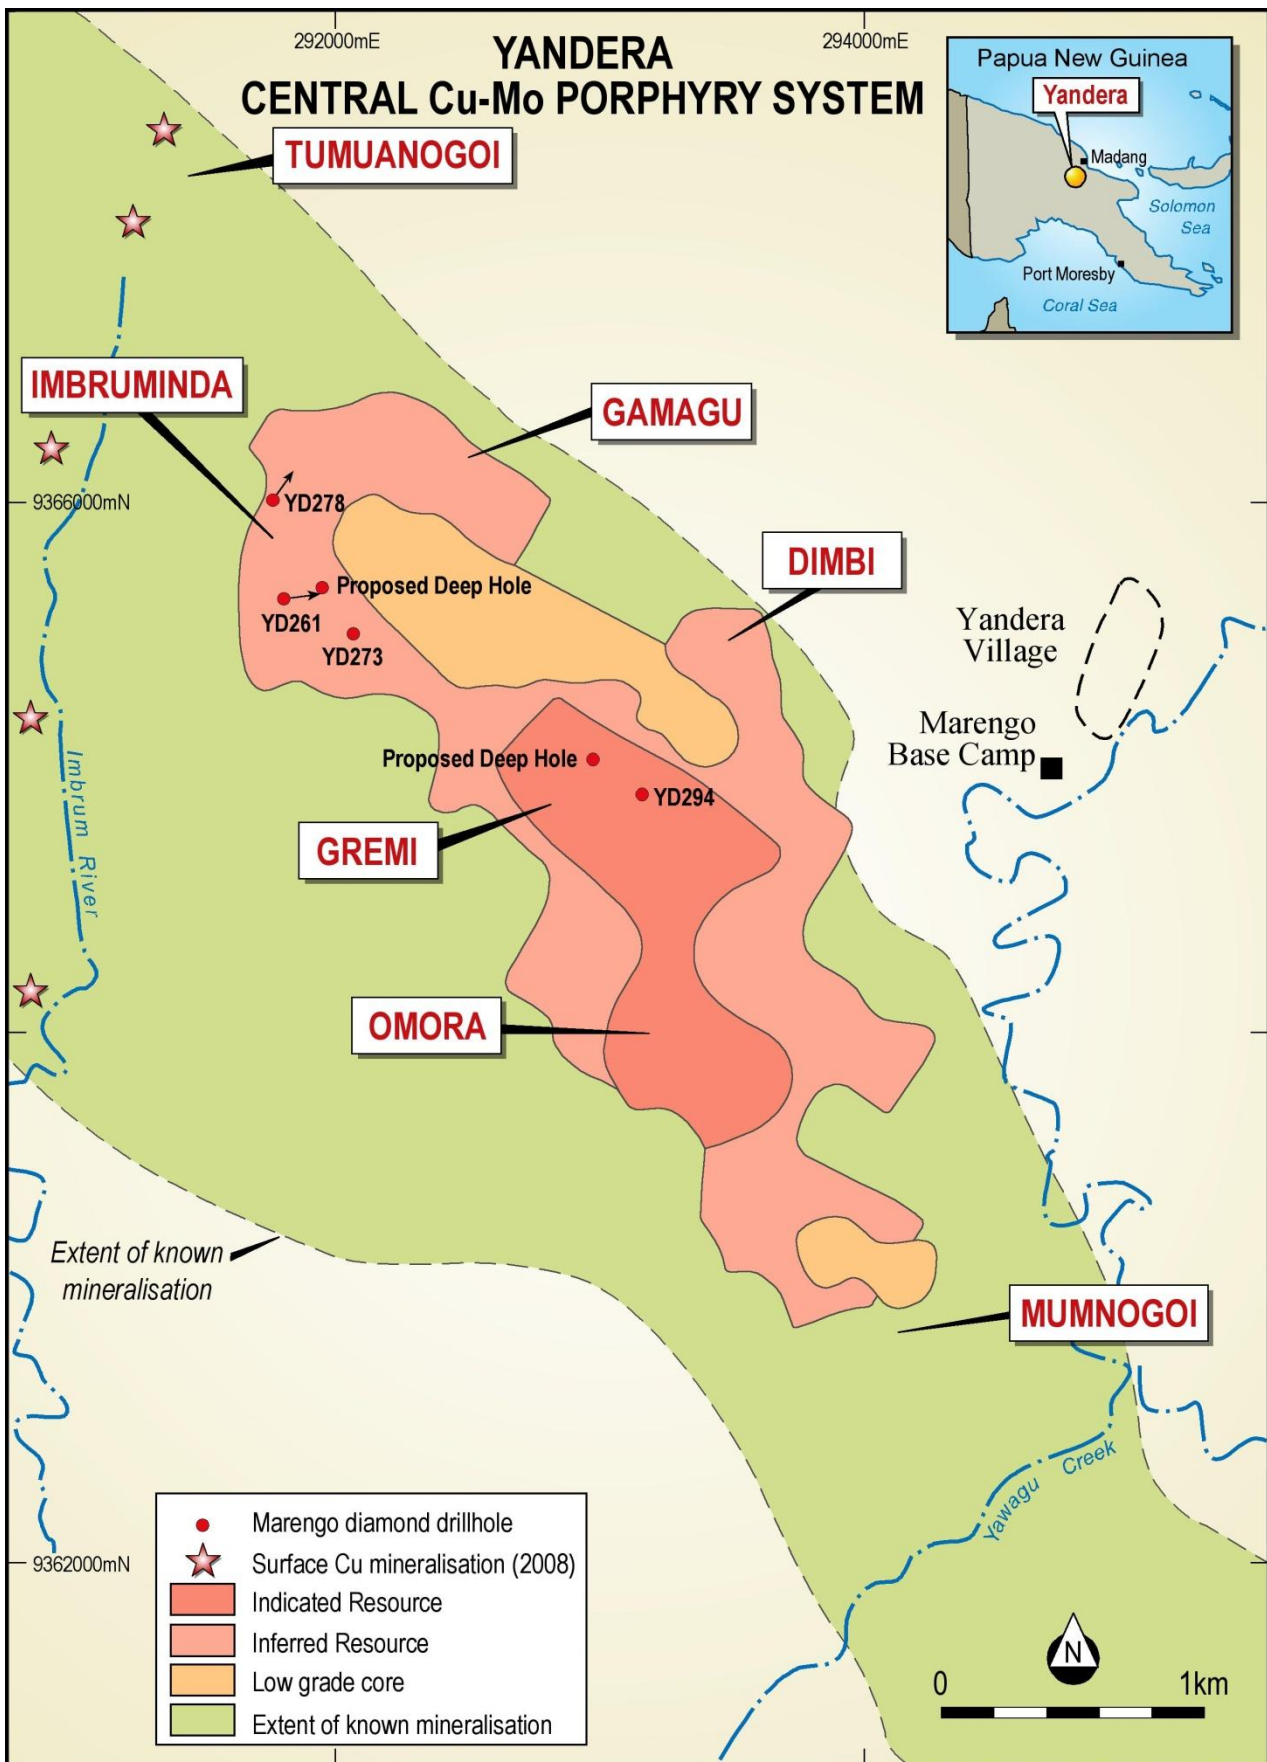 292000mE
294000mE
YANDERA
CENTRAL Cu-Mo PORPHYRY SYSTEM
Papua New Guinea
Yandera
Madang
Solomon
Sea
Port Moresby
Coral Sea
TUMUANOGOI
IMBRUMINDA
GAMAGU
9366000mN
YD278
DIMBI
Proposed Deep Hole
YD261
YD273
Yandera
Village
Marengo
Base Camp
Proposed Deep Hole
YD294
Imbrum River
GREMI
OMORA
Extent of known
mineralisation
MUMNOGOI
Yawagu Creek
9362000mN
Marengo diamond drillhole
Surface Cu mineralisation (2008)
Indicated Resource
Inferred Resource
Low grade core
Extent of known mineralisation
N
0 1km